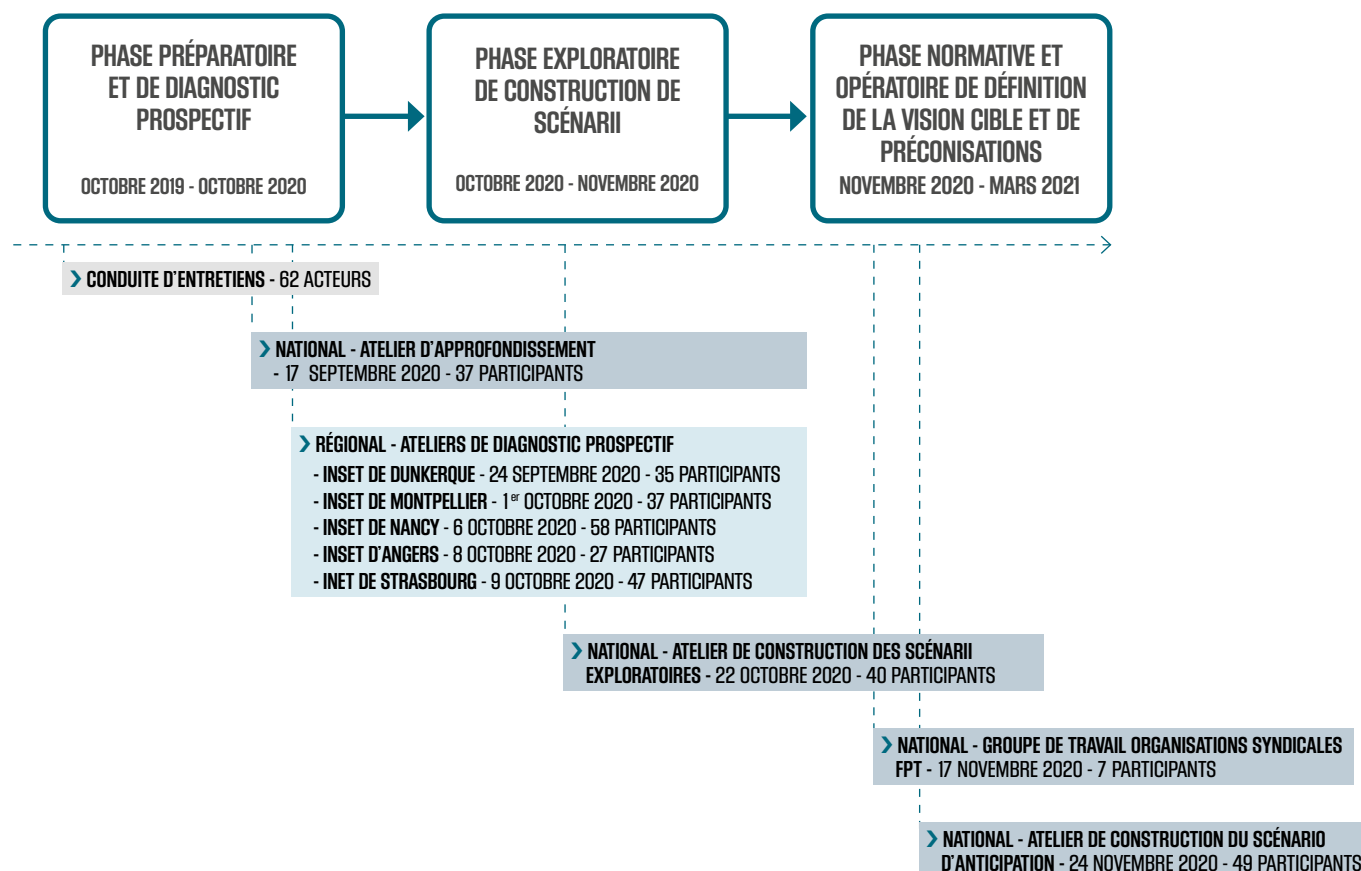 PHASE PRÉPARATOIRE
ET DE DIAGNOSTIC
PROSPECTIF
OCTOBRE 2019 - OCTOBRE 2020
PHASE EXPLORATOIRE
DE CONSTRUCTION DE
SCÉNARII
OCTOBRE 2020 - NOVEMBRE 2020
PHASE NORMATIVE ET
OPÉRATOIRE DE DÉFINITION
DE LA VISION CIBLE ET DE
PRÉCONISATIONS
NOVEMBRE 2020 - MARS 2021
CONDUITE D'ENTRETIENS - 62 ACTEURS
NATIONAL - ATELIER D'APPROFONDISSEMENT
- 17 SEPTEMBRE 2020 - 37 PARTICIPANTS
RÉGIONAL - ATELIERS DE DIAGNOSTIC PROSPECTIF
- INSET DE DUNKERQUE - 24 SEPTEMBRE 2020 - 35 PARTICIPANTS
- INSET DE MONTPELLIER - 1er OCTOBRE 2020 - 37 PARTICIPANTS
- INSET DE NANCY - 6 OCTOBRE 2020 - 58 PARTICIPANTS
- INSET D'ANGERS - 8 OCTOBRE 2020 - 27 PARTICIPANTS
- INET DE STRASBOURG - 9 OCTOBRE 2020 - 47 PARTICIPANTS
NATIONAL - ATELIER DE CONSTRUCTION DES SCÉNARII
EXPLORATOIRES - 22 OCTOBRE 2020 - 40 PARTICIPANTS
NATIONAL - GROUPE DE TRAVAIL ORGANISATIONS SYNDICALES
FPT - 17 NOVEMBRE 2020 - 7 PARTICIPANTS
NATIONAL - ATELIER DE CONSTRUCTION DU SCÉNARIO
D'ANTICIPATION - 24 NOVEMBRE 2020 - 49 PARTICIPANTS